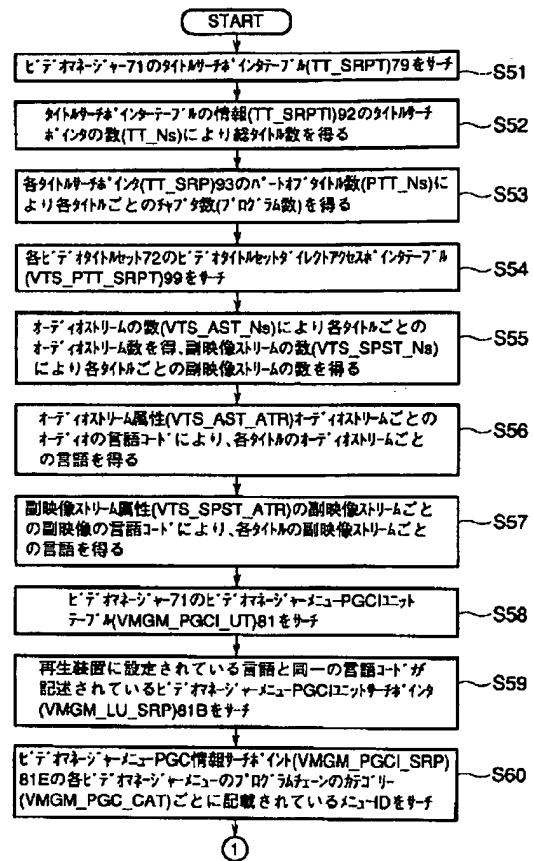 START
ビデオマネージャー71のタイトルサーチポインタテーブル(TT_SRPT)79をサーチ
S51
タイトルサーチポインターテーブルの情報(TT_SRPTI)92のタイトルサーチ
ポインタの数(TT_Ns)により総タイトル数を得る
S52
各タイトルサーチポインタ(TT_SRP)93のパートオブタイトル数(PTT_Ns)に
より各タイトルごとのチャプタ数(プログラム数)を得る
S53
各ビデオタイトルセット72のビデオタイトルセットダイレクトアクセスポインタテーブル
(VTS_PTT_SRPT)99をサーチ
S54
オーディオストリームの数(VTS_AST_Ns)により各タイトルごとの
オーディオストリーム数を得、副映像ストリームの数(VTS_SPST_Ns)
により各タイトルごとの副映像ストリームの数を得る
S55
オーディオストリーム属性(VTS_AST_ATR)オーディオストリームごとの
オーディオの言語コードにより、各タイトルのオーディオストリームごと
の言語を得る
S56
副映像ストリーム属性(VTS_SPST_ATR)の副映像ストリームごと
の副映像の言語コードにより、各タイトルの副映像ストリームごと
の言語を得る
S57
ビデオマネージャー71のビデオマネージャーメニューPGCIユニット
テーブル(VMGM_PGCI_UT)81をサーチ
S58
再生装置に設定されている言語と同一の言語コードが
記述されているビデオマネージャーメニューPGCIユニットサーチポインタ
(VMGM_LU_SRP)81Bをサーチ
S59
ビデオマネージャーメニューPGC情報サーチポイント(VMGM_PGCI_SRP)
81Eの各ビデオマネージャーメニューのプログラムチェーンのカテゴリー
(VMGM_PGC_CAT)ごとに記載されているメニューIDをサーチ
S60
1